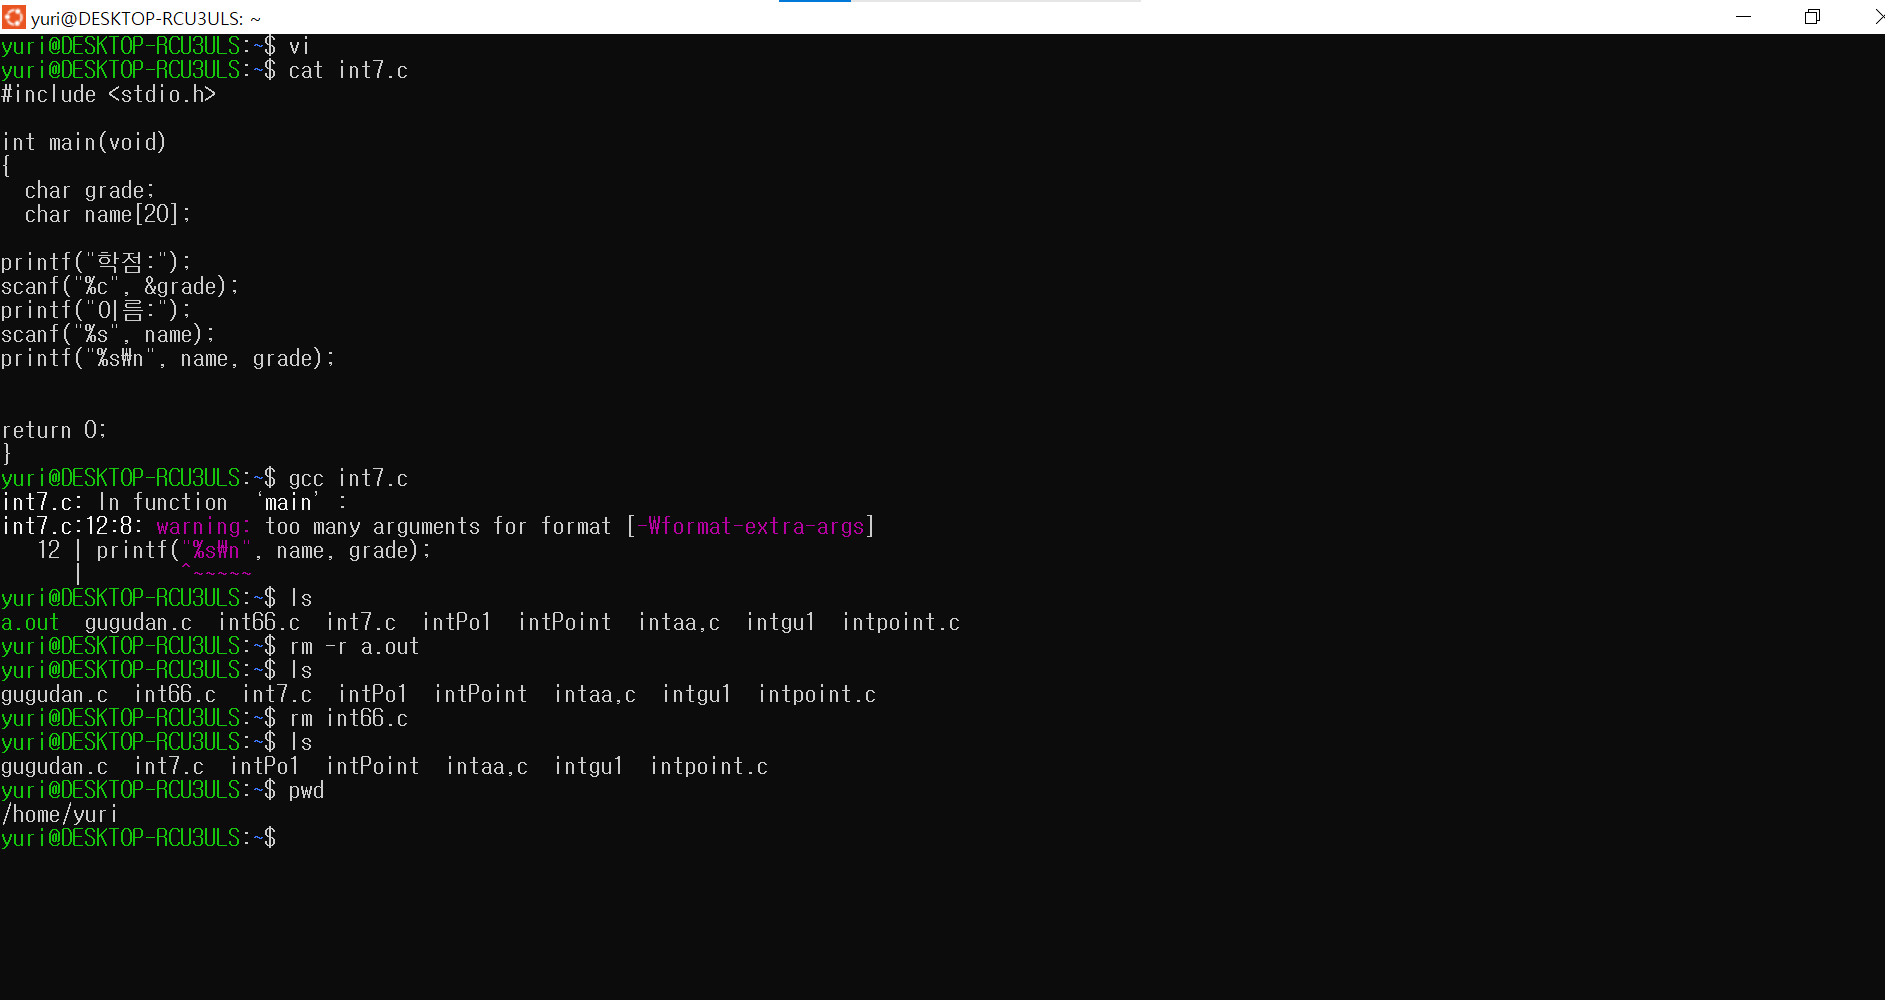 yuri@DESKTOP-RCU3ULS: ~
yuri@DESKTOP-RCU3ULS:~$ vi
yuri@DESKTOP-RCU3ULS:~$ cat int7.c
#include <stdio.h>
int main(void)
{
  char grade;
  char name[20];
printf("학점:");
scanf("%c", &grade);
printf("이름:");
scanf("%s", name);
printf("%s₩n", name, grade);
return 0;
}
yuri@DESKTOP-RCU3ULS:~$ gcc int7.c
int7.c: In function ‘main’:
int7.c:12:8: warning: too many arguments for format [-Wformat-extra-args]
   12 | printf("%s₩n", name, grade);
      |        ^~~~~~
yuri@DESKTOP-RCU3ULS:~$ ls
a.out  gugudan.c  int66.c  int7.c  intPo1  intPoint  intaa,c  intgu1  intpoint.c
yuri@DESKTOP-RCU3ULS:~$ rm -r a.out
yuri@DESKTOP-RCU3ULS:~$ ls
gugudan.c  int66.c  int7.c  intPo1  intPoint  intaa,c  intgu1  intpoint.c
yuri@DESKTOP-RCU3ULS:~$ rm int66.c
yuri@DESKTOP-RCU3ULS:~$ ls
gugudan.c  int7.c  intPo1  intPoint  intaa,c  intgu1  intpoint.c
yuri@DESKTOP-RCU3ULS:~$ pwd
/home/yuri
yuri@DESKTOP-RCU3ULS:~$